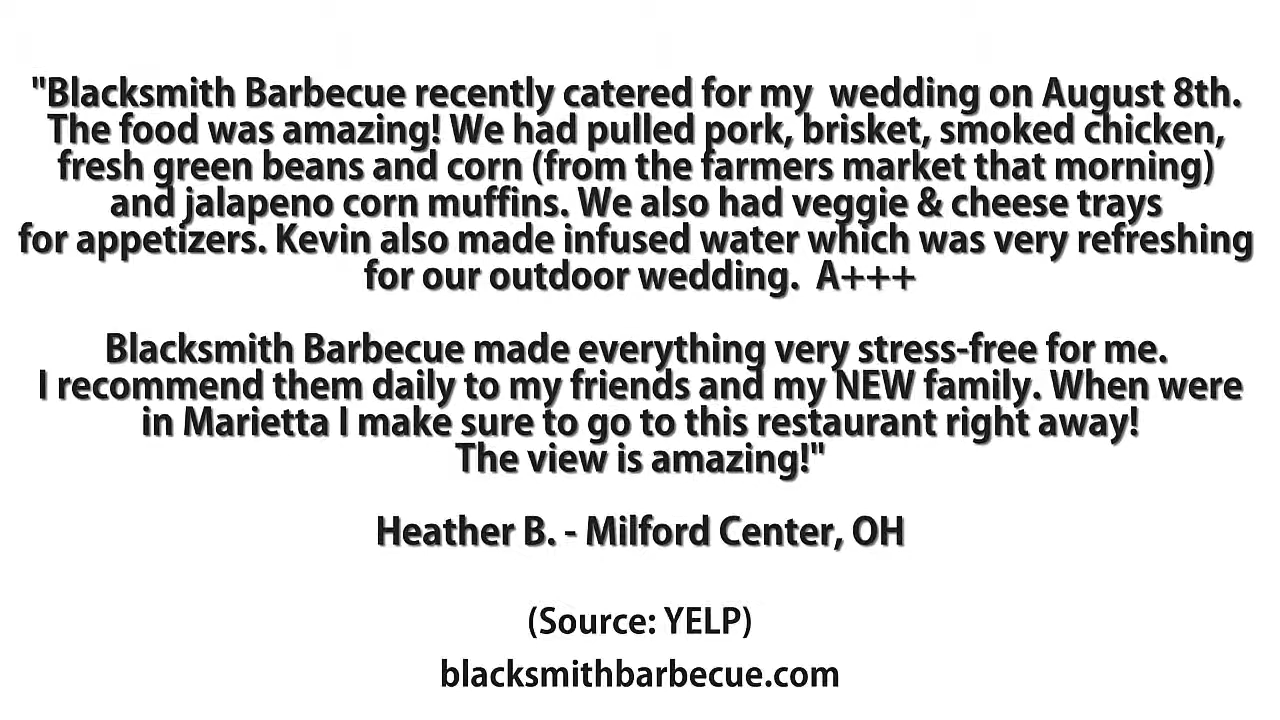 "Blacksmith Barbecue recently catered for my  wedding on August 8th.
The food was amazing! We had pulled pork, brisket, smoked chicken,
fresh green beans and corn (from the farmers market that morning)
and jalapeno corn muffins. We also had veggie & cheese trays
for appetizers. Kevin also made infused water which was very refreshing
for our outdoor wedding.  A+++
Blacksmith Barbecue made everything very stress-free for me.
I recommend them daily to my friends and my NEW family. When were
in Marietta I make sure to go to this restaurant right away!
The view is amazing!"
Heather B. - Milford Center, OH
(Source: YELP)
blacksmithbarbecue.com